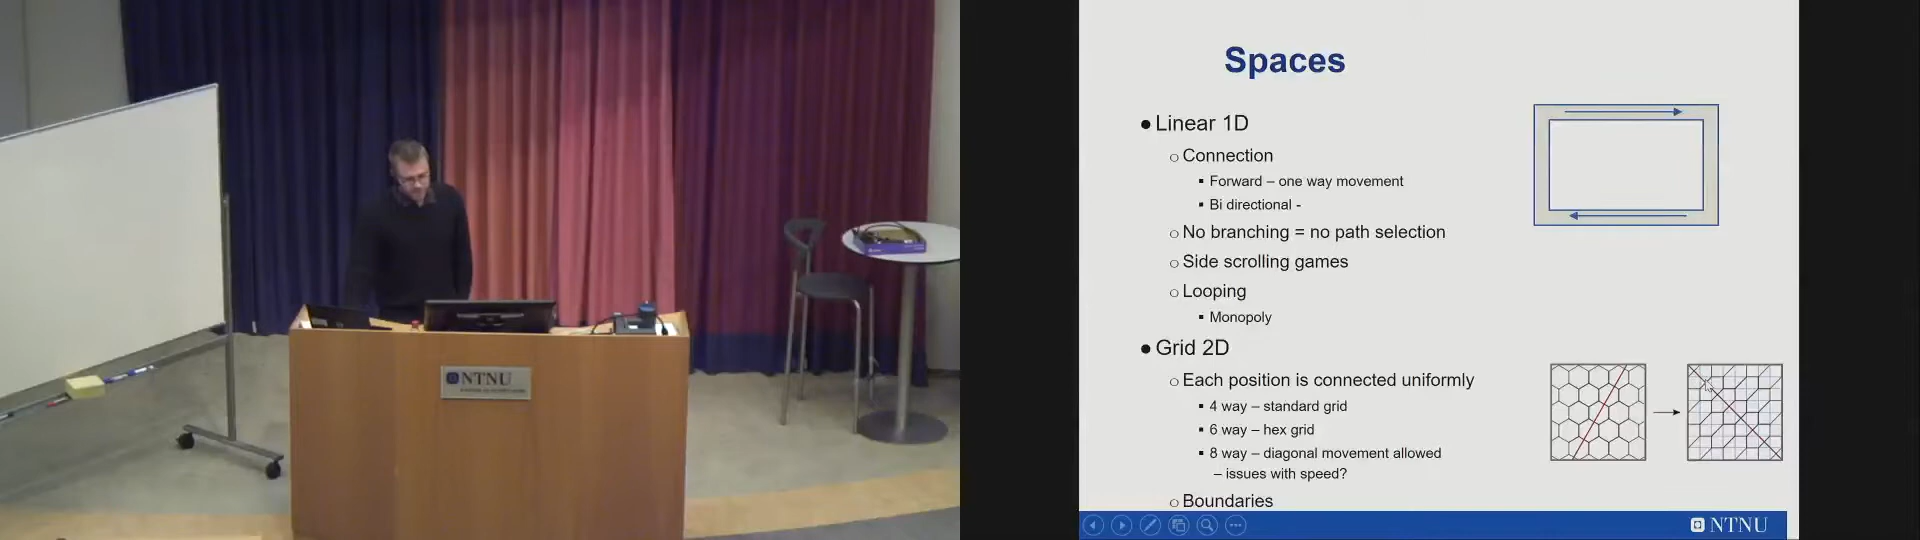 NTNU
Spaces
● Linear 1D
○ Connection
▪ Forward – one way movement
▪ Bi directional -
○ No branching = no path selection
○ Side scrolling games
○ Looping
▪ Monopoly
● Grid 2D
○ Each position is connected uniformly
▪ 4 way – standard grid
▪ 6 way – hex grid
▪ 8 way – diagonal movement allowed
– issues with speed?
○ Boundaries
NTNU